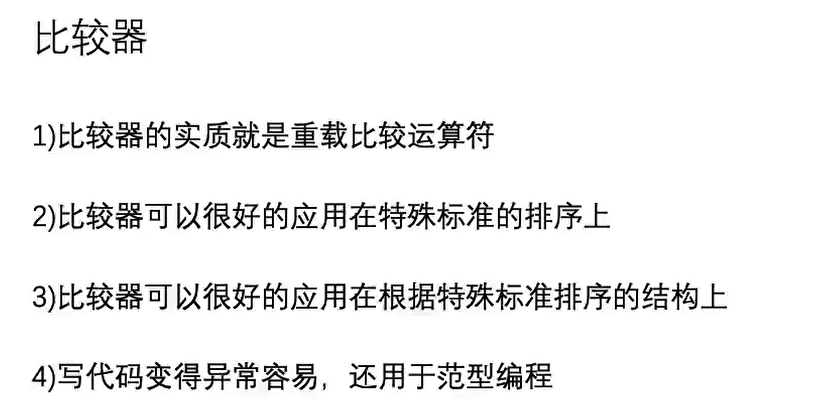 比较器
1)比较器的实质就是重载比较运算符
2)比较器可以很好的应用在特殊标准的排序上
3)比较器可以很好的应用在根据特殊标准排序的结构上
4)写代码变得异常容易，还用于范型编程